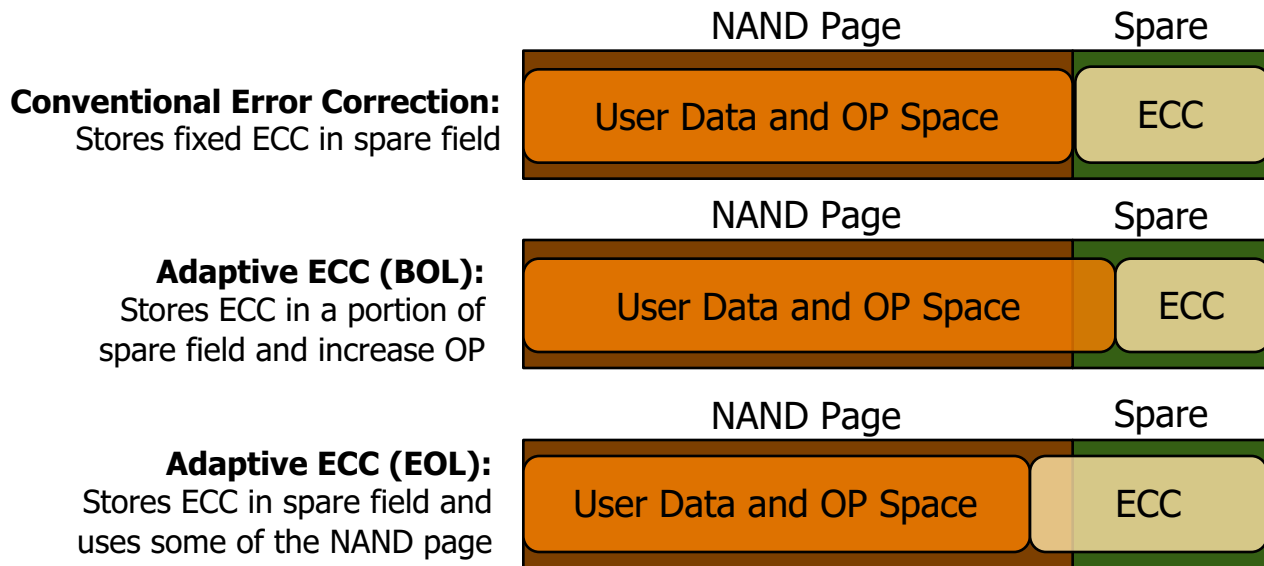 NAND Page Spare
Conventional Error Correction:
Stores fixed ECC in spare field
User Data and OP Space ECC
NAND Page Spare
Adaptive ECC (BOL):
Stores ECC in a portion of
spare field and increase OP
User Data and OP Space ECC
NAND Page Spare
Adaptive ECC (EOL):
Stores ECC in spare field and
uses some of the NAND page
User Data and OP Space ECC